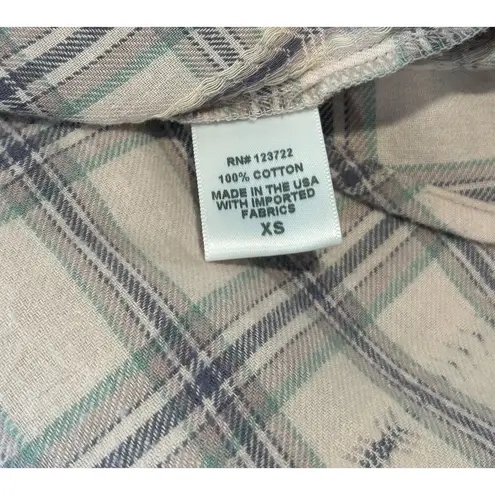 RN# 123722
100% COTTON
MADE IN THE USA
WITH IMPORTED
FABRICS
XS